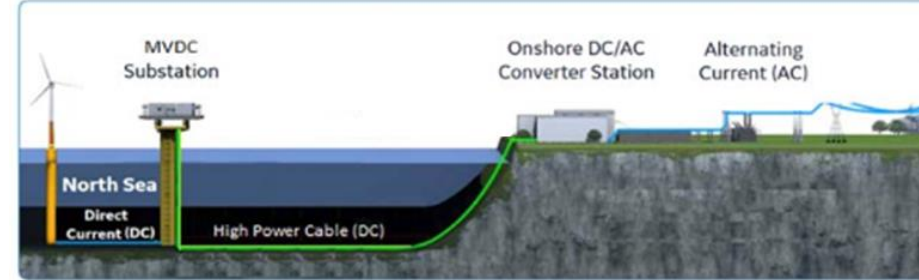 MVDC
Substation
Onshore DC/AC
Converter Station
Alternating
Current (AC)
North Sea
Direct
Current (DC)
High Power Cable (DC)